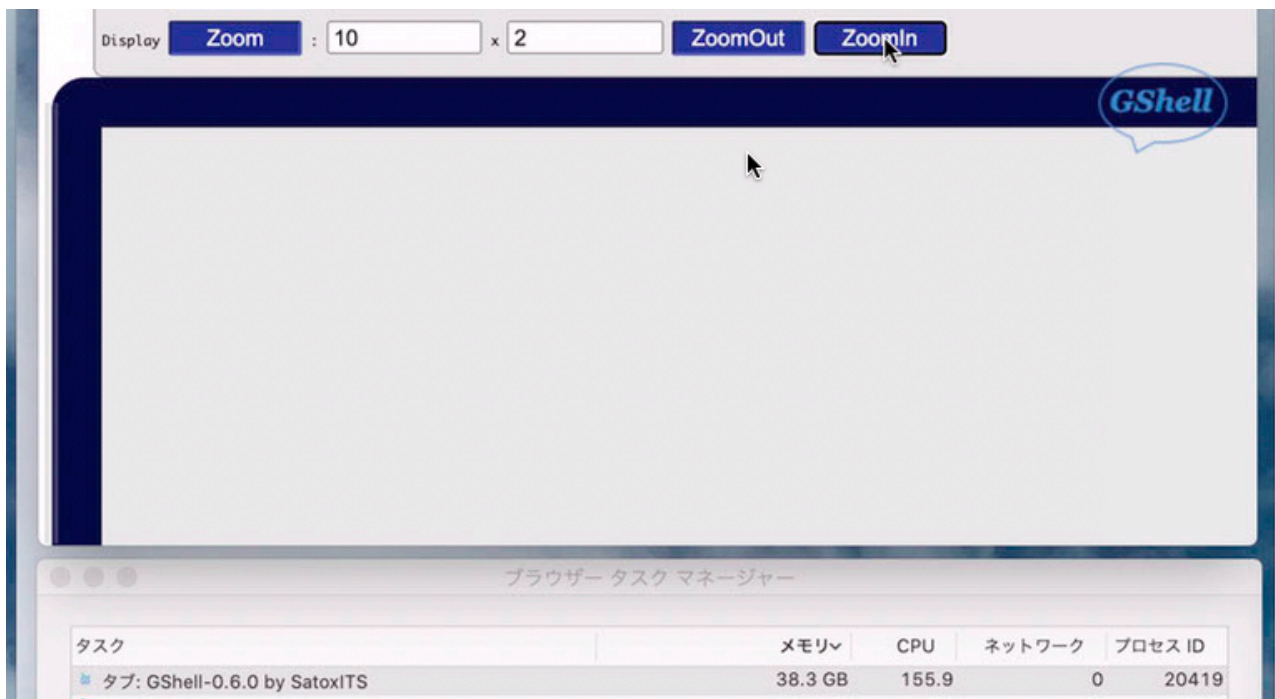 Display Zoom : 10 x 2 ZoomOut ZoomIn
GShell
ブラウザー タスク マネージャー
タスク メモリ CPU ネットワーク プロセス ID
タブ: GShell-0.6.0 by SatoxITS 38.3 GB 155.9 0 20419